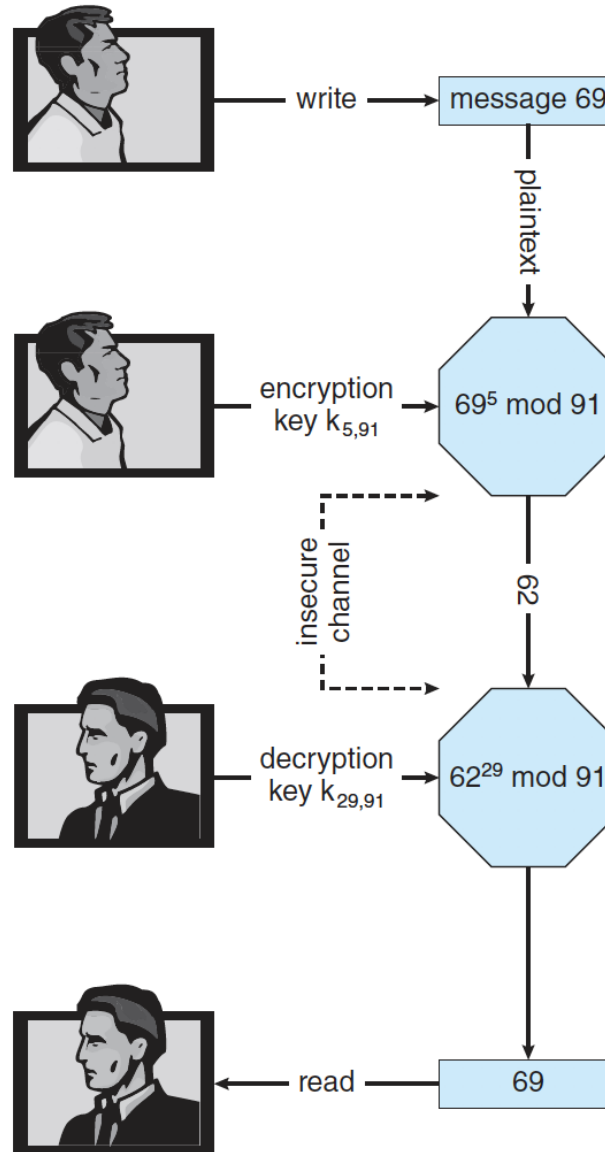 write
message 69
plaintext
encryption
key k₅,₉₁
69⁵ mod 91
insecure
channel
62
decryption
key k₂₉,₉₁
62²⁹ mod 91
read
69